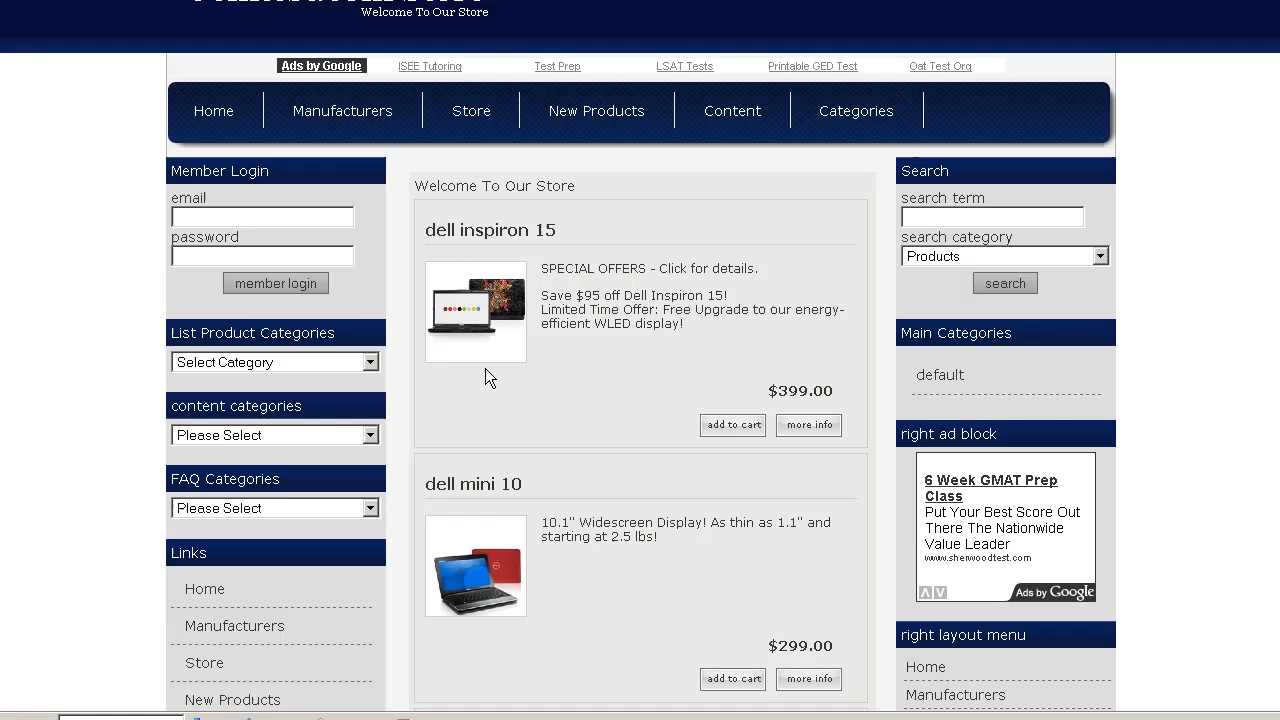 Welcome To Our Store
Ads by Google ISEE Tutoring Test Prep LSAT Tests Printable GED Test Oat Test Org
Home Manufacturers Store New Products Content Categories
Member Login
email
password
member login
List Product Categories
Select Category
content categories
Please Select
FAQ Categories
Please Select
Links
Home
Manufacturers
Store
New Products
Welcome To Our Store
dell inspiron 15
SPECIAL OFFERS - Click for details.
Save $95 off Dell Inspiron 15!
Limited Time Offer: Free Upgrade to our energy-
efficient WLED display!
$399.00
add to cart more info
dell mini 10
10.1" Widescreen Display! As thin as 1.1" and
starting at 2.5 lbs!
$299.00
add to cart more info
Search
search term
search category
Products
search
Main Categories
default
right ad block
6 Week GMAT Prep
Class
Put Your Best Score Out
There The Nationwide
Value Leader
www.sherwoodtest.com
Ads by Google
right layout menu
Home
Manufacturers